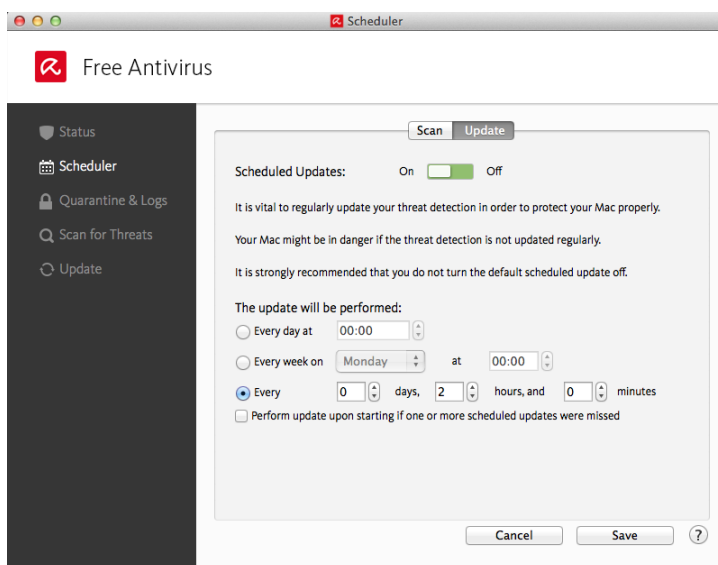 Scheduler
Free Antivirus
Status
Scheduler
Quarantine & Logs
Scan for Threats
Update
Scan Update
Scheduled Updates: On Off
It is vital to regularly update your threat detection in order to protect your Mac properly.
Your Mac might be in danger if the threat detection is not updated regularly.
It is strongly recommended that you do not turn the default scheduled update off.
The update will be performed:
Every day at 00:00
Every week on Monday at 00:00
Every 0 days, 2 hours, and 0 minutes
Perform update upon starting if one or more scheduled updates were missed
Cancel Save ?